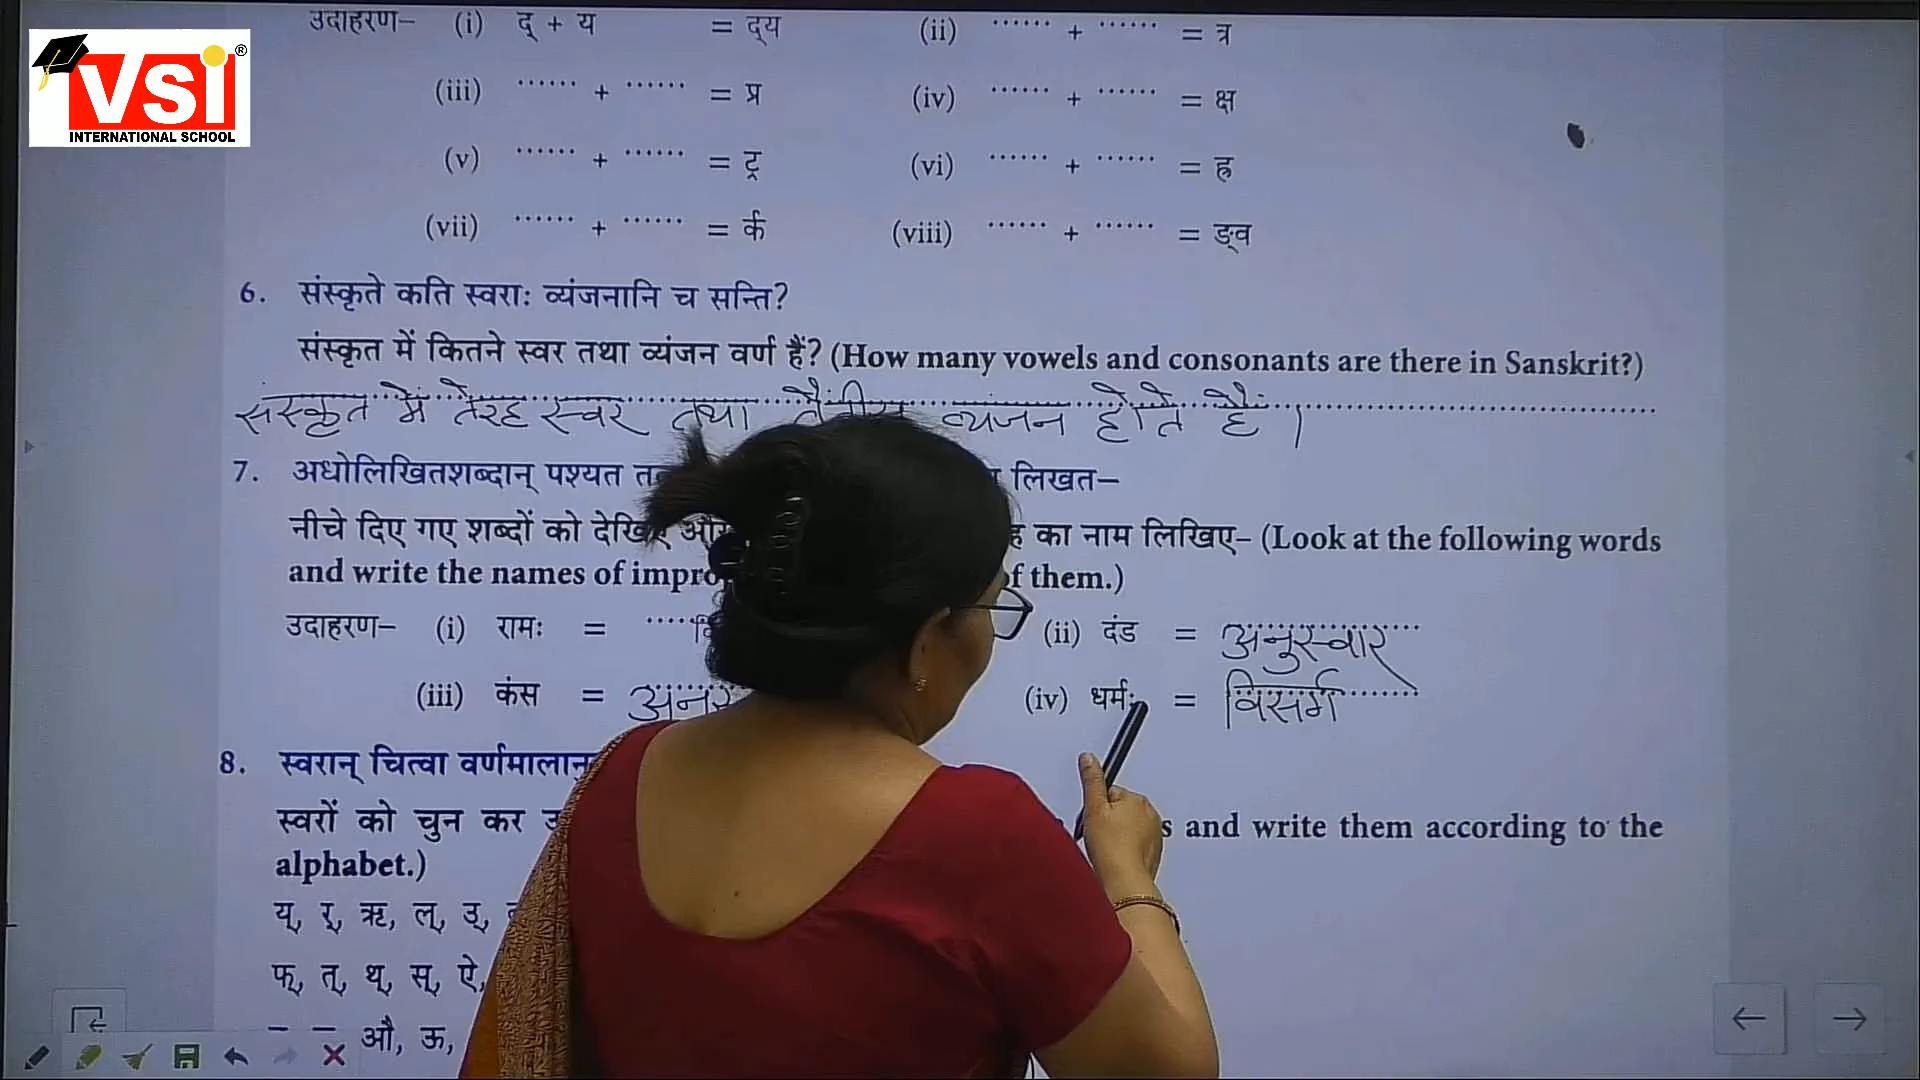 VSI ®
INTERNATIONAL SCHOOL
उदाहरण– (i) द् + य = द्‌य (ii) ...... + ...... = त्र
(iii) ...... + ...... = प्र (iv) ...... + ...... = क्ष
(v) ...... + ...... = ट्र (vi) ...... + ...... = ह्र
(vii) ...... + ...... = र्क (viii) ...... + ...... = ङ्व
6. संस्कृते कति स्वराः व्यंजनानि च सन्ति?
संस्कृत में कितने स्वर तथा व्यंजन वर्ण हैं? (How many vowels and consonants are there in Sanskrit?)
संस्कृत में तेरह स्वर तथा व्यंजन होते हैं।
7. अधोलिखितशब्दान् पश्यत लिखत–
नीचे दिए गए शब्दों को देखिए का नाम लिखिए– (Look at the following words
and write the names of of them.)
उदाहरण– (i) रामः = (ii) दंड = अनुस्वार
(iii) कंस = (iv) धर्मः = विसर्ग
8. स्वरान् चित्वा
स्वरों को चुन कर and write them according to the
alphabet.)
य्, र्, ऋ, ल्, उ,
फ्, त्, थ्, स्, ऐ,
औ, ऊ,